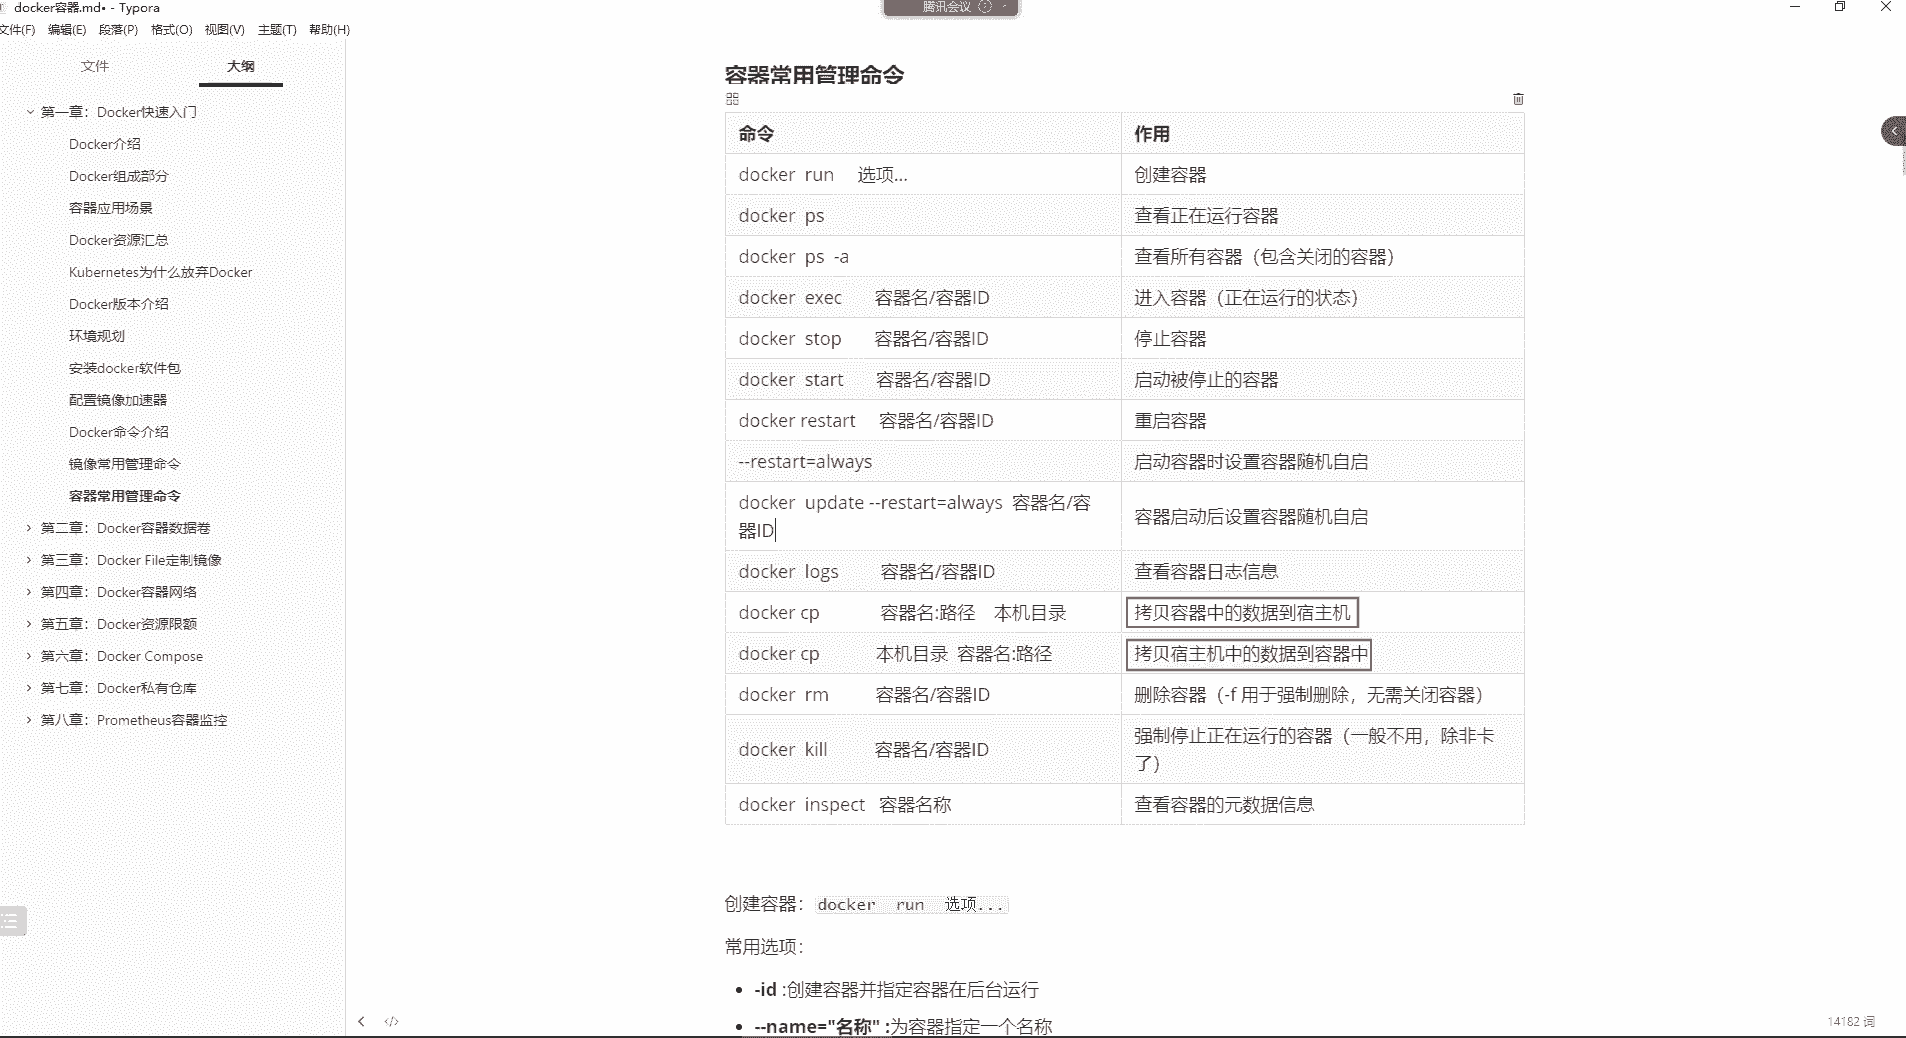 docker容器.md• - Typora
腾讯会议
文件(F) 编辑(E) 段落(P) 格式(O) 视图(V) 主题(T) 帮助(H)
文件 大纲
第一章：Docker快速入门
Docker介绍
Docker组成部分
容器应用场景
Docker资源汇总
Kubernetes为什么放弃Docker
Docker版本介绍
环境规划
安装docker软件包
配置镜像加速器
Docker命令介绍
镜像常用管理命令
容器常用管理命令
第二章：Docker容器数据卷
第三章：Docker File定制镜像
第四章：Docker容器网络
第五章：Docker资源限额
第六章：Docker Compose
第七章：Docker私有仓库
第八章：Prometheus容器监控
容器常用管理命令
命令 作用
docker run 选项... 创建容器
docker ps 查看正在运行容器
docker ps -a 查看所有容器（包含关闭的容器）
docker exec 容器名/容器ID 进入容器（正在运行的状态）
docker stop 容器名/容器ID 停止容器
docker start 容器名/容器ID 启动被停止的容器
docker restart 容器名/容器ID 重启容器
--restart=always 启动容器时设置容器随机自启
docker update --restart=always 容器名/容
器ID 容器启动后设置容器随机自启
docker logs 容器名/容器ID 查看容器日志信息
docker cp 容器名:路径 本机目录 拷贝容器中的数据到宿主机
docker cp 本机目录 容器名:路径 拷贝宿主机中的数据到容器中
docker rm 容器名/容器ID 删除容器（-f 用于强制删除，无需关闭容器）
docker kill 容器名/容器ID 强制停止正在运行的容器（一般不用，除非卡
了）
docker inspect 容器名称 查看容器的元数据信息
创建容器：docker run 选项...
常用选项：
-id :创建容器并指定容器在后台运行
--name="名称" :为容器指定一个名称
14182 词